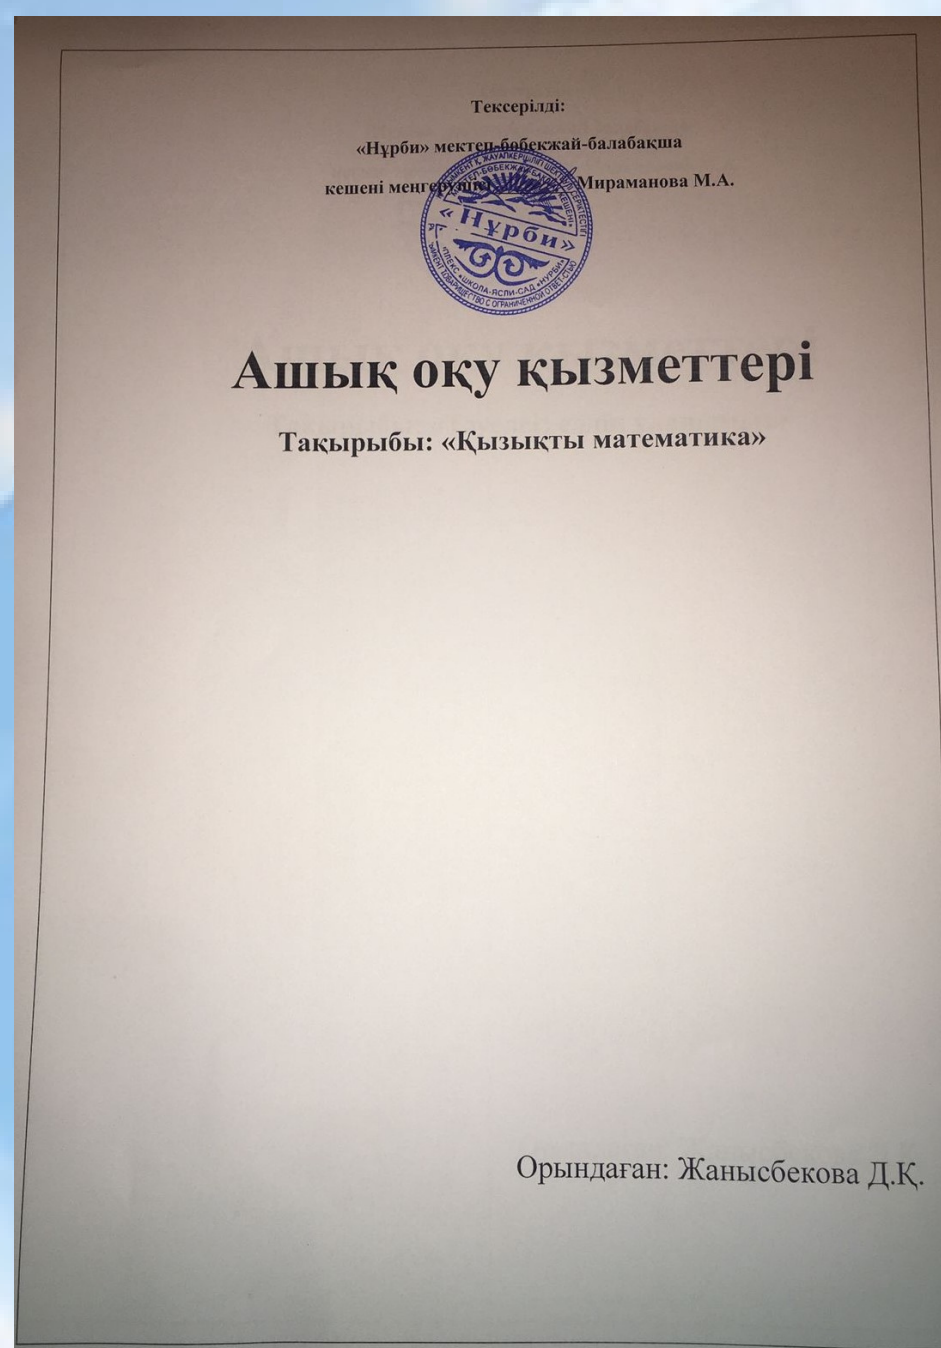 Тексерілді:
«Нұрби» мектеп-бөбекжай-балабақша
кешені меңгерушісі Мираманова М.А.
«Нұрби»
Ашық оқу қызметтері
Тақырыбы: «Қызықты математика»
Орындаған: Жанысбекова Д.Қ.